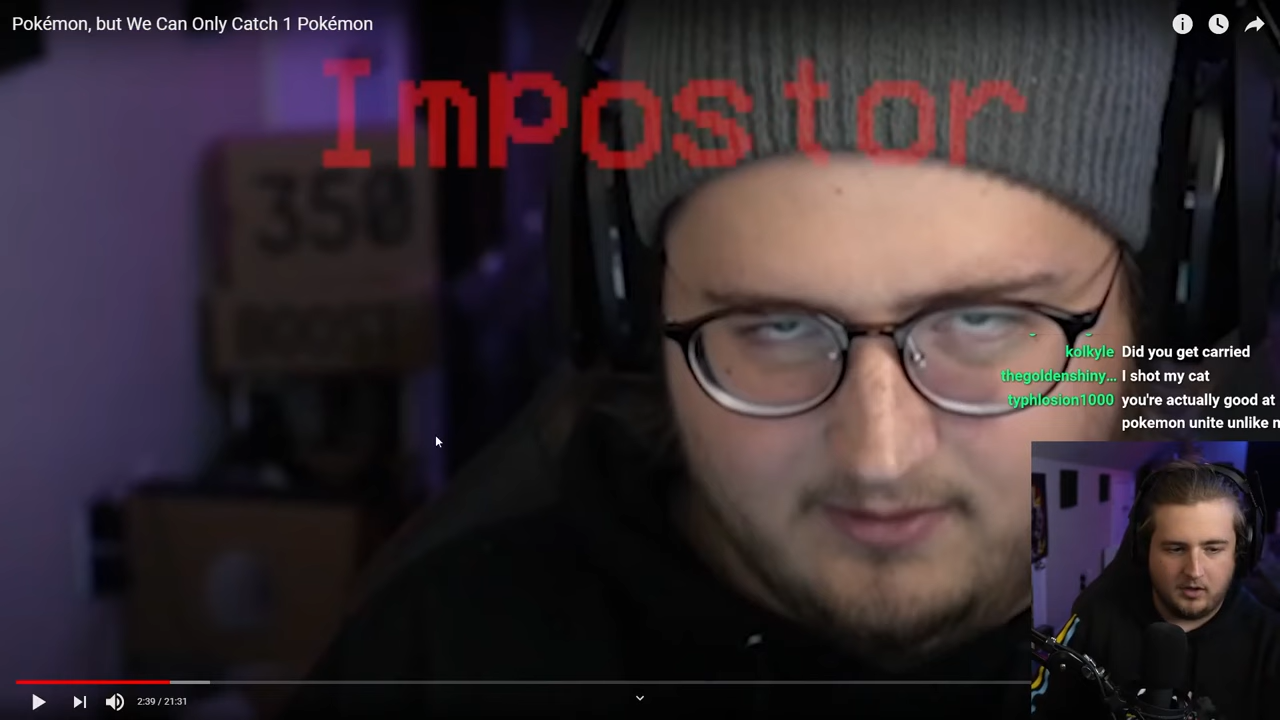 Pokémon, but We Can Only Catch 1 Pokémon
Impostor
350
BOOST
kolkyle Did you get carried
thegoldenshiny... I shot my cat
typhlosion1000 you're actually good at
pokemon unite unlike m
2:39 / 21:31